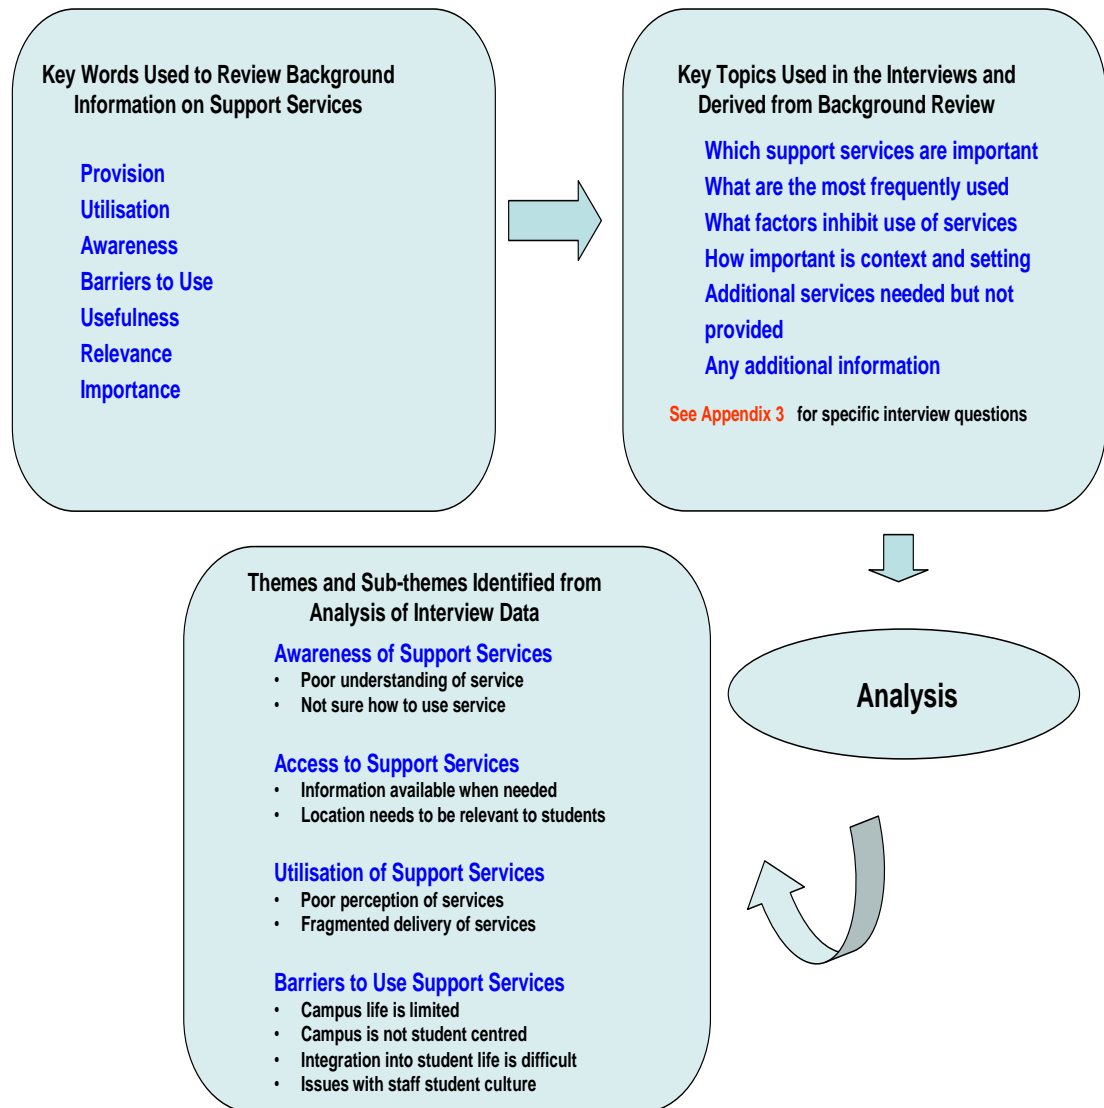 Key Words Used to Review Background
Information on Support Services
Provision
Utilisation
Awareness
Barriers to Use
Usefulness
Relevance
Importance
Key Topics Used in the Interviews and
Derived from Background Review
Which support services are important
What are the most frequently used
What factors inhibit use of services
How important is context and setting
Additional services needed but not
provided
Any additional information
See Appendix 3 for specific interview questions
Analysis
Themes and Sub-themes Identified from
Analysis of Interview Data
Awareness of Support Services
• Poor understanding of service
• Not sure how to use service
Access to Support Services
• Information available when needed
• Location needs to be relevant to students
Utilisation of Support Services
• Poor perception of services
• Fragmented delivery of services
Barriers to Use Support Services
• Campus life is limited
• Campus is not student centred
• Integration into student life is difficult
• Issues with staff student culture